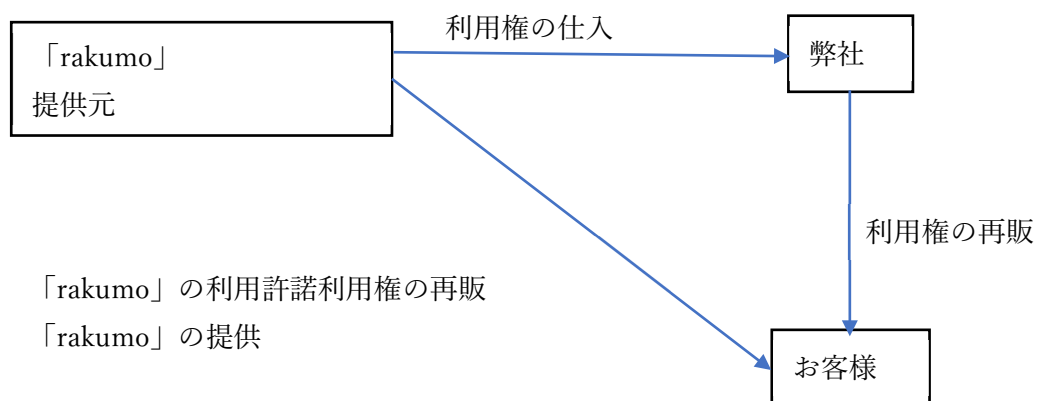 利用権の仕入
「rakumo」
提供元
弊社
利用権の再販
「rakumo」の利用許諾利用権の再販
「rakumo」の提供
お客様